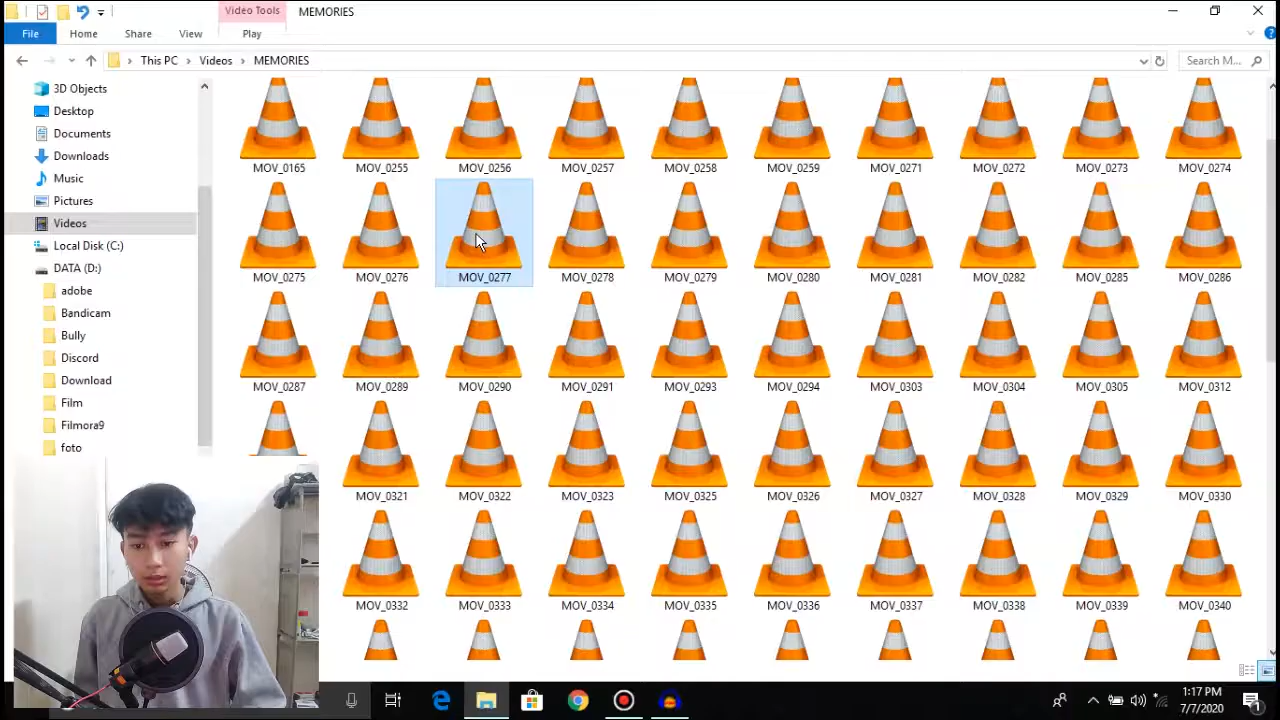 Video Tools
MEMORIES
File
Home
Share
View
Play
This PC
Videos
MEMORIES
Search M...
3D Objects
Desktop
Documents
Downloads
Music
Pictures
Videos
Local Disk (C:)
DATA (D:)
adobe
Bandicam
Bully
Discord
Download
Film
Filmora9
foto
MOV_0165 MOV_0255 MOV_0256 MOV_0257 MOV_0258 MOV_0259 MOV_0271 MOV_0272 MOV_0273 MOV_0274
MOV_0275 MOV_0276 MOV_0277 MOV_0278 MOV_0279 MOV_0280 MOV_0281 MOV_0282 MOV_0285 MOV_0286
MOV_0287 MOV_0289 MOV_0290 MOV_0291 MOV_0293 MOV_0294 MOV_0303 MOV_0304 MOV_0305 MOV_0312
MOV_0321 MOV_0322 MOV_0323 MOV_0325 MOV_0326 MOV_0327 MOV_0328 MOV_0329 MOV_0330
MOV_0332 MOV_0333 MOV_0334 MOV_0335 MOV_0336 MOV_0337 MOV_0338 MOV_0339 MOV_0340
1:17 PM
7/7/2020
1